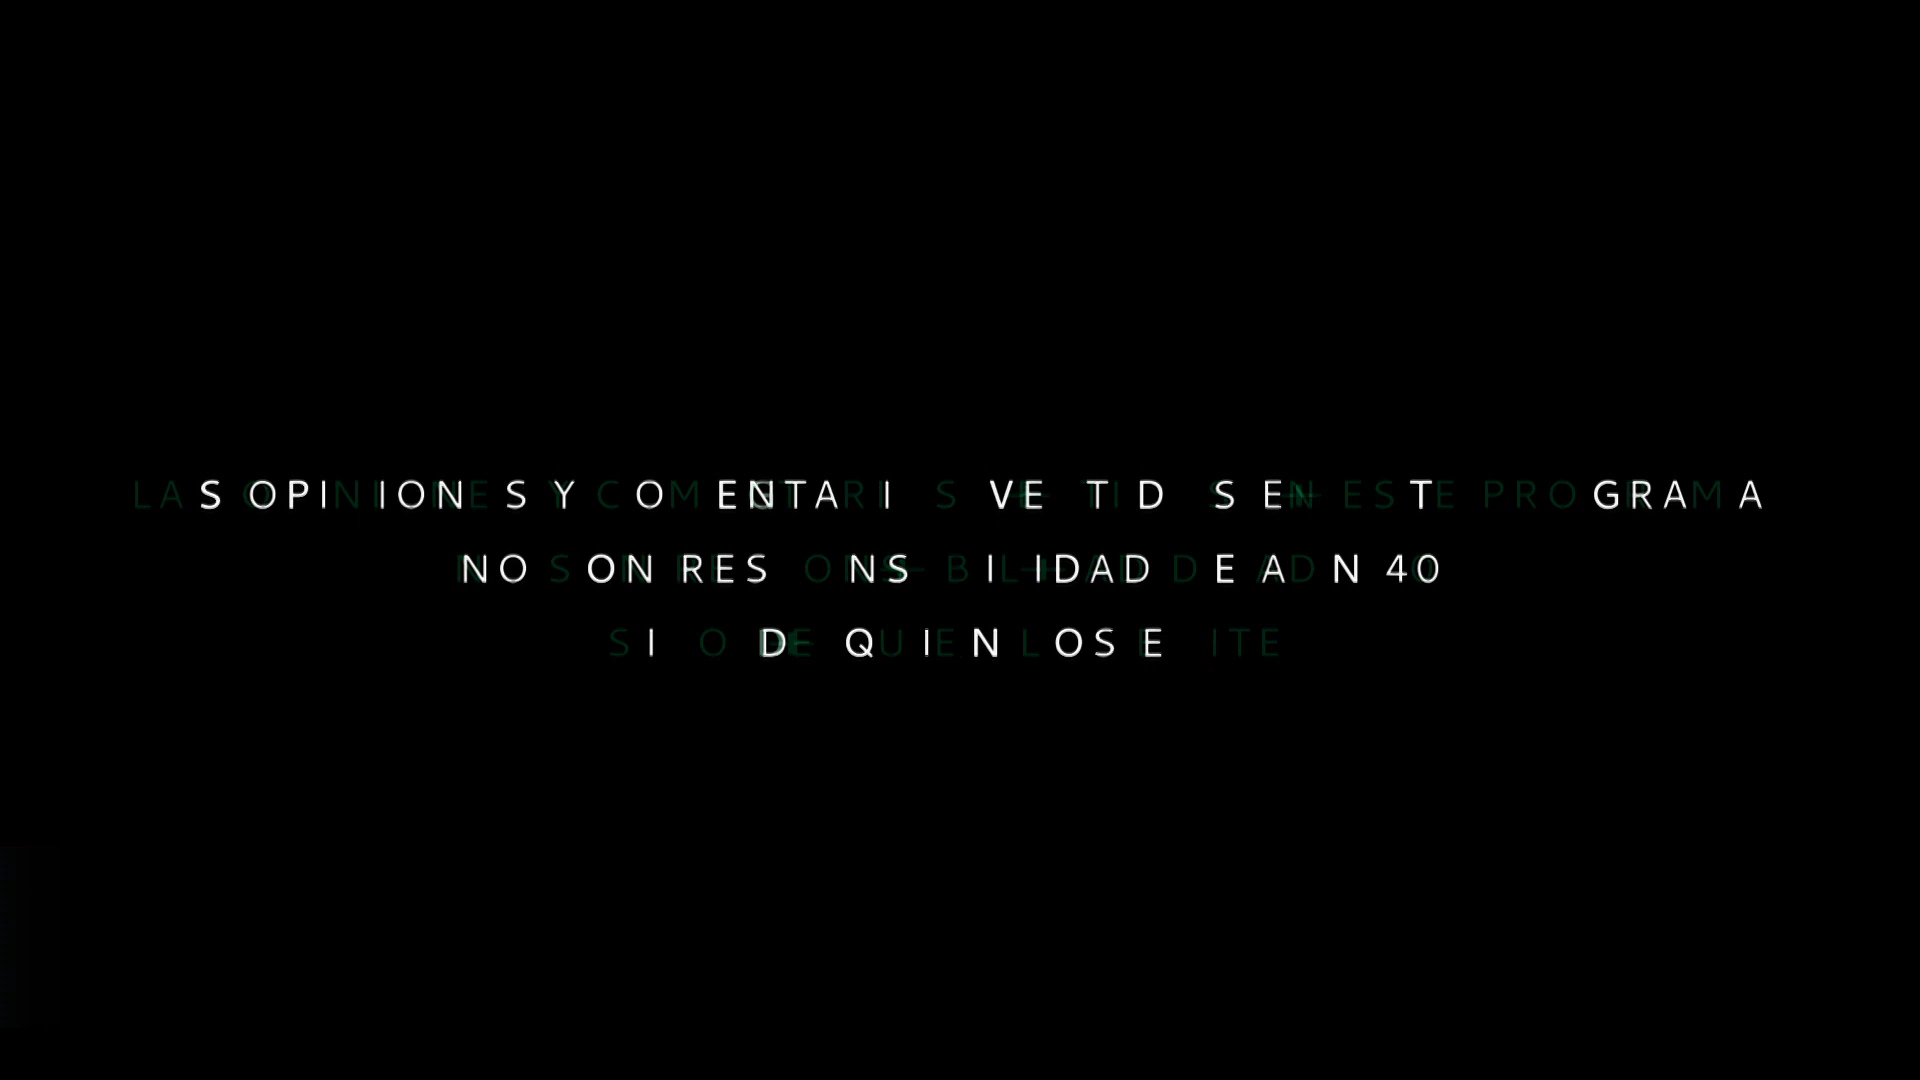 LAS OPINIONES Y COMENTARIOS VERTIDOS EN ESTE PROGRAMA
NO SON RESPONSABILIDAD DE ADN 40
SINO DE QUIEN LOS EMITE